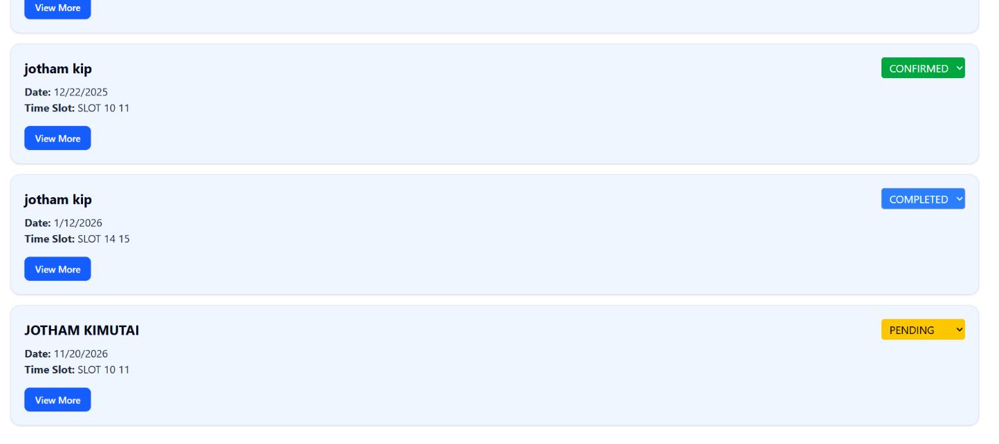 View More
jotham kip
CONFIRMED
Date: 12/22/2025
Time Slot: SLOT 10 11
View More
jotham kip
COMPLETED
Date: 1/12/2026
Time Slot: SLOT 14 15
View More
JOTHAM KIMUTAI
PENDING
Date: 11/20/2026
Time Slot: SLOT 10 11
View More